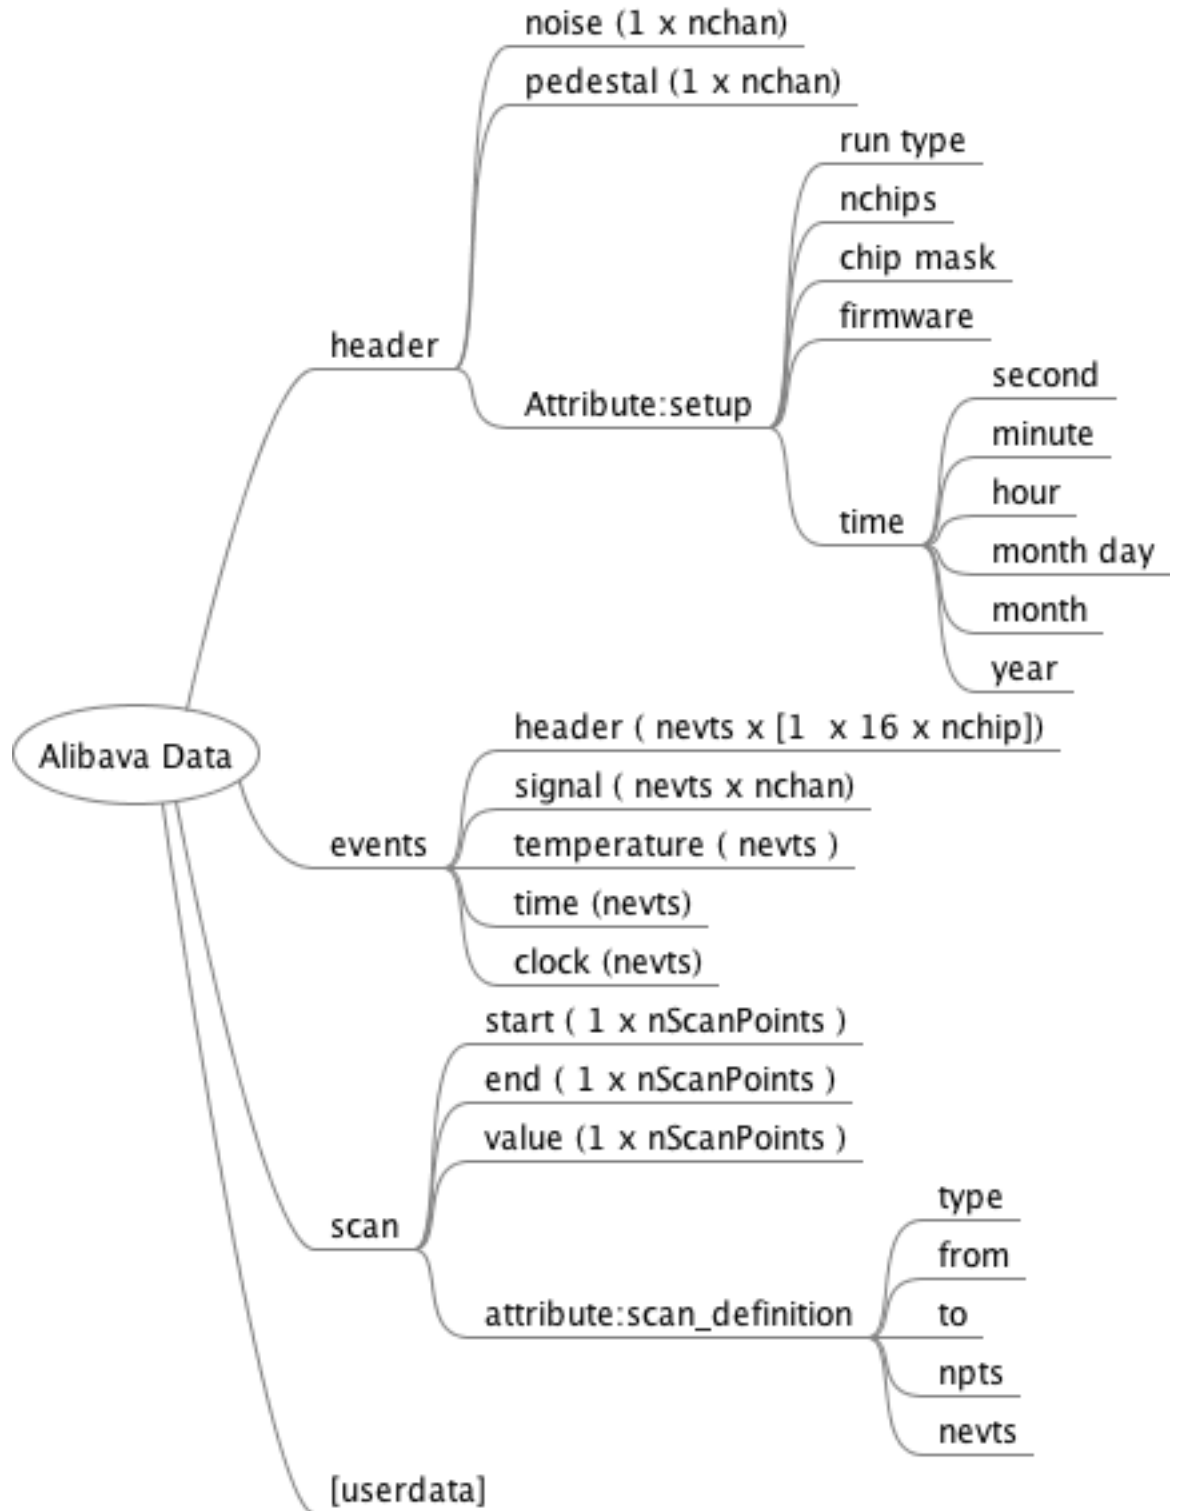 noise (1 x nchan)
pedestal (1 x nchan)
run type
nchips
chip mask
firmware
header
second
Attribute:setup
minute
hour
time
month day
month
year
header ( nevts x [1  x 16 x nchip])
Alibava Data
signal ( nevts x nchan)
events
temperature ( nevts )
time (nevts)
clock (nevts)
start ( 1 x nScanPoints )
end ( 1 x nScanPoints )
value (1 x nScanPoints )
type
scan
from
attribute:scan_definition
to
npts
nevts
[userdata]